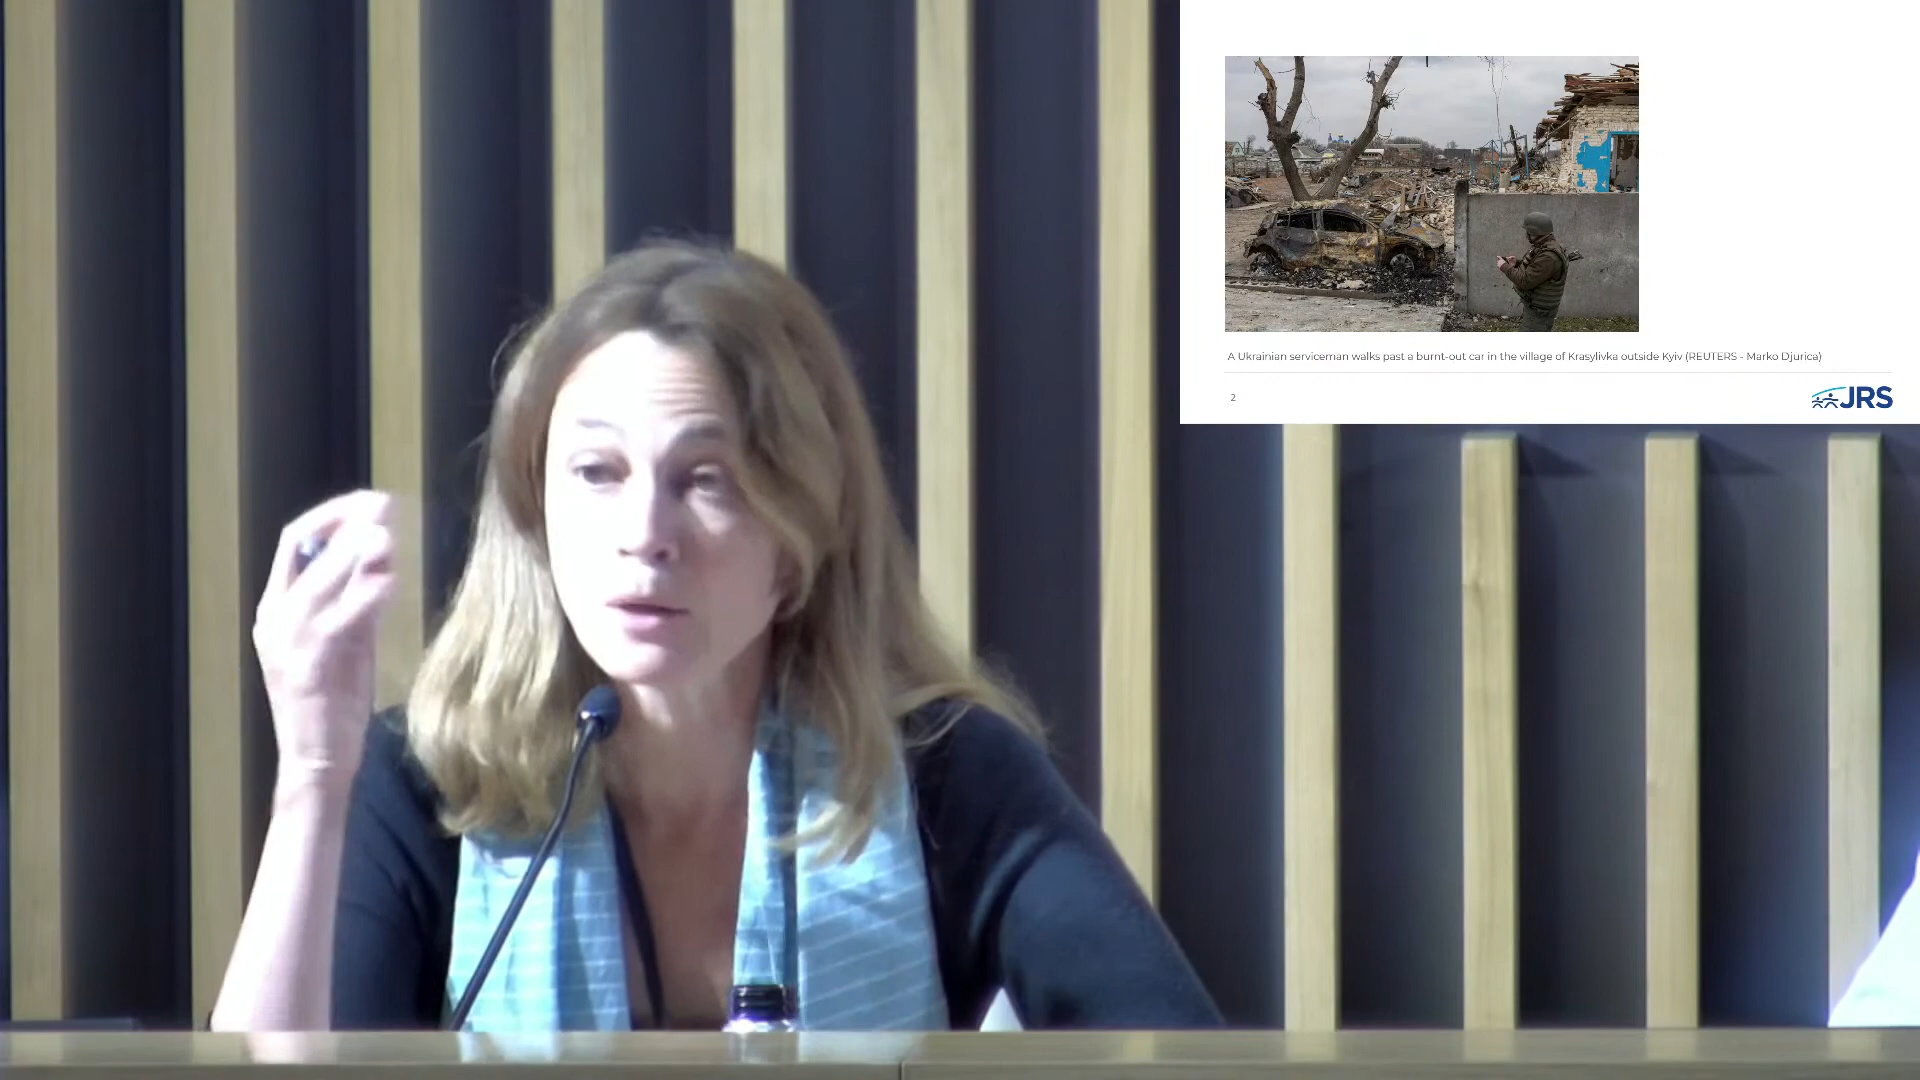 A Ukrainian serviceman walks past a burnt-out car in the village of Krasylivka outside Kyiv (REUTERS - Marko Djurica)
2
JRS